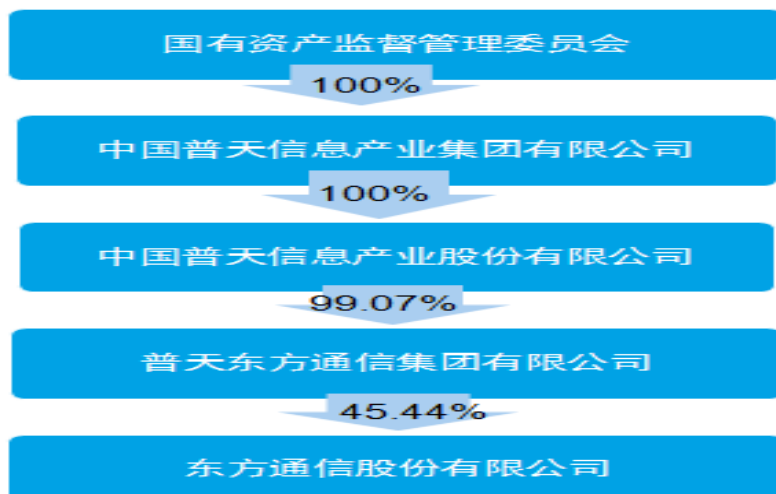 国有资产监督管理委员会
100%
中国普天信息产业集团有限公司
100%
中国普天信息产业股份有限公司
99.07%
普天东方通信集团有限公司
45.44%
东方通信股份有限公司